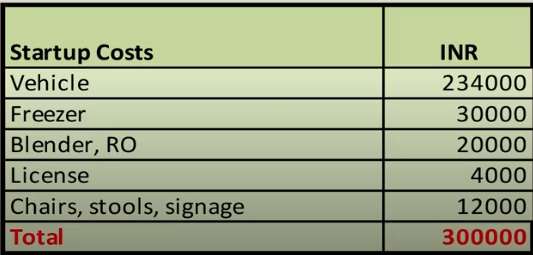 Startup Costs INR
Vehicle 234000
Freezer 30000
Blender, RO 20000
License 4000
Chairs, stools, signage 12000
Total 300000